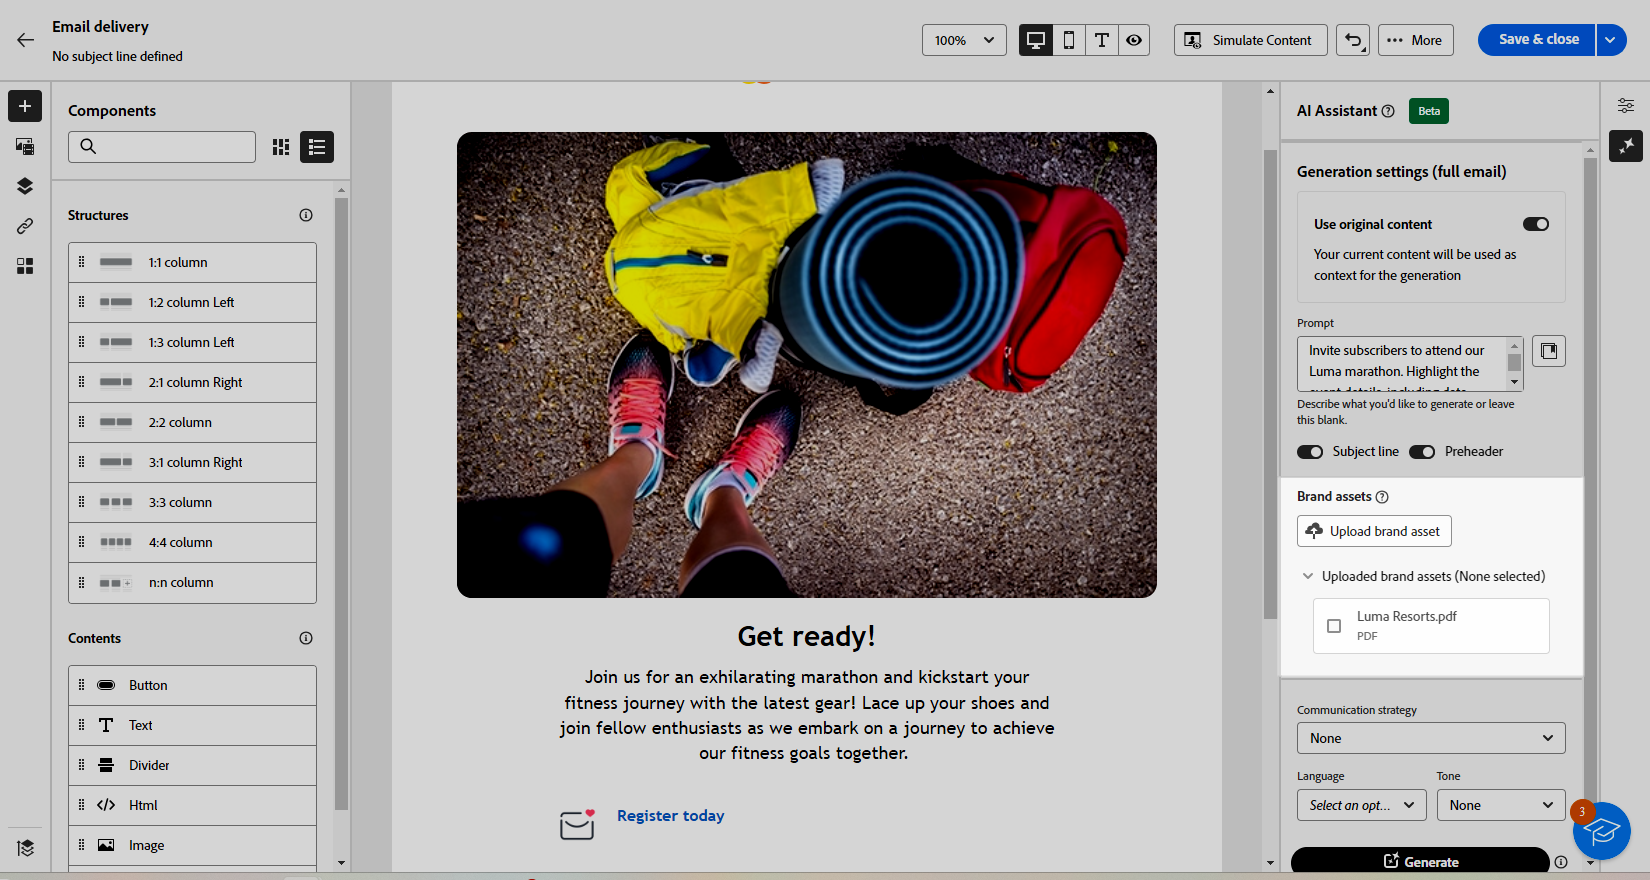 Email delivery
No subject line defined
100%
Simulate Content
More
Save & close
Components
Structures
1:1 column
1:2 column Left
1:3 column Left
2:1 column Right
2:2 column
3:1 column Right
3:3 column
4:4 column
n:n column
Contents
Button
Text
Divider
Html
Image
Get ready!
Join us for an exhilarating marathon and kickstart your
fitness journey with the latest gear! Lace up your shoes and
join fellow enthusiasts as we embark on a journey to achieve
our fitness goals together.
Register today
AI Assistant
Beta
Generation settings (full email)
Use original content
Your current content will be used as
context for the generation
Prompt
Invite subscribers to attend our
Luma marathon. Highlight the
event details, including date
Describe what you'd like to generate or leave
this blank.
Subject line
Preheader
Brand assets
Upload brand asset
Uploaded brand assets (None selected)
Luma Resorts.pdf
PDF
Communication strategy
None
Language
Tone
Select an opt...
None
3
Generate